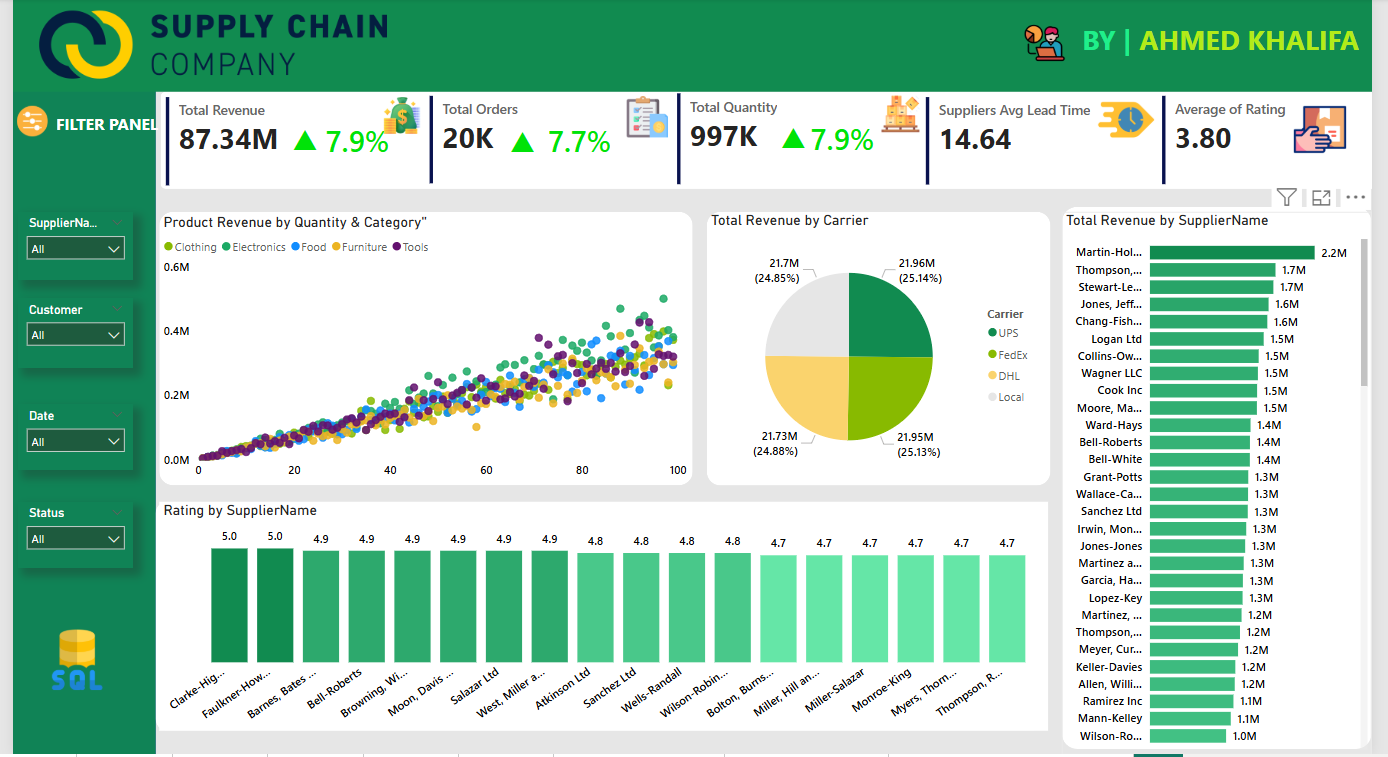 SUPPLY CHAIN
COMPANY
BY | AHMED KHALIFA
FILTER PANEL
Total Revenue
87.34M
7.9%
Total Orders
20K
7.7%
Total Quantity
997K
7.9%
Suppliers Avg Lead Time
14.64
Average of Rating
3.80
SupplierNa...
All
Customer
All
Date
All
Status
All
SQL
Product Revenue by Quantity & Category"
Clothing Electronics Food Furniture Tools
0.6M
0.4M
0.2M
0.0M
0 20 40 60 80 100
Total Revenue by Carrier
21.7M
(24.85%)
21.96M
(25.14%)
21.73M
(24.88%)
21.95M
(25.13%)
Carrier
UPS
FedEx
DHL
Local
Total Revenue by SupplierName
Martin-Hol... 2.2M
Thompson,... 1.7M
Stewart-Le... 1.7M
Jones, Jeff... 1.6M
Chang-Fish... 1.6M
Logan Ltd 1.5M
Collins-Ow... 1.5M
Wagner LLC 1.5M
Cook Inc 1.5M
Moore, Ma... 1.5M
Ward-Hays 1.4M
Bell-Roberts 1.4M
Bell-White 1.4M
Grant-Potts 1.3M
Wallace-Ca... 1.3M
Sanchez Ltd 1.3M
Irwin, Mon... 1.3M
Jones-Jones 1.3M
Martinez a... 1.3M
Garcia, Ha... 1.3M
Lopez-Key 1.3M
Martinez, ... 1.2M
Thompson,... 1.2M
Meyer, Cur... 1.2M
Keller-Davies 1.2M
Allen, Willi... 1.2M
Ramirez Inc 1.1M
Mann-Kelley 1.1M
Wilson-Ro... 1.0M
Rating by SupplierName
5.0 5.0 4.9 4.9 4.9 4.9 4.9 4.9 4.8 4.8 4.8 4.8 4.7 4.7 4.7 4.7 4.7 4.7
Clarke-Hig...
Faulkner-How...
Barnes, Bates ...
Bell-Roberts
Browning, Wi...
Moon, Davis ...
Salazar Ltd
West, Miller a...
Atkinson Ltd
Sanchez Ltd
Wells-Randall
Wilson-Robin...
Bolton, Burns...
Miller, Hill an...
Miller-Salazar
Monroe-King
Myers, Thom...
Thompson, R...